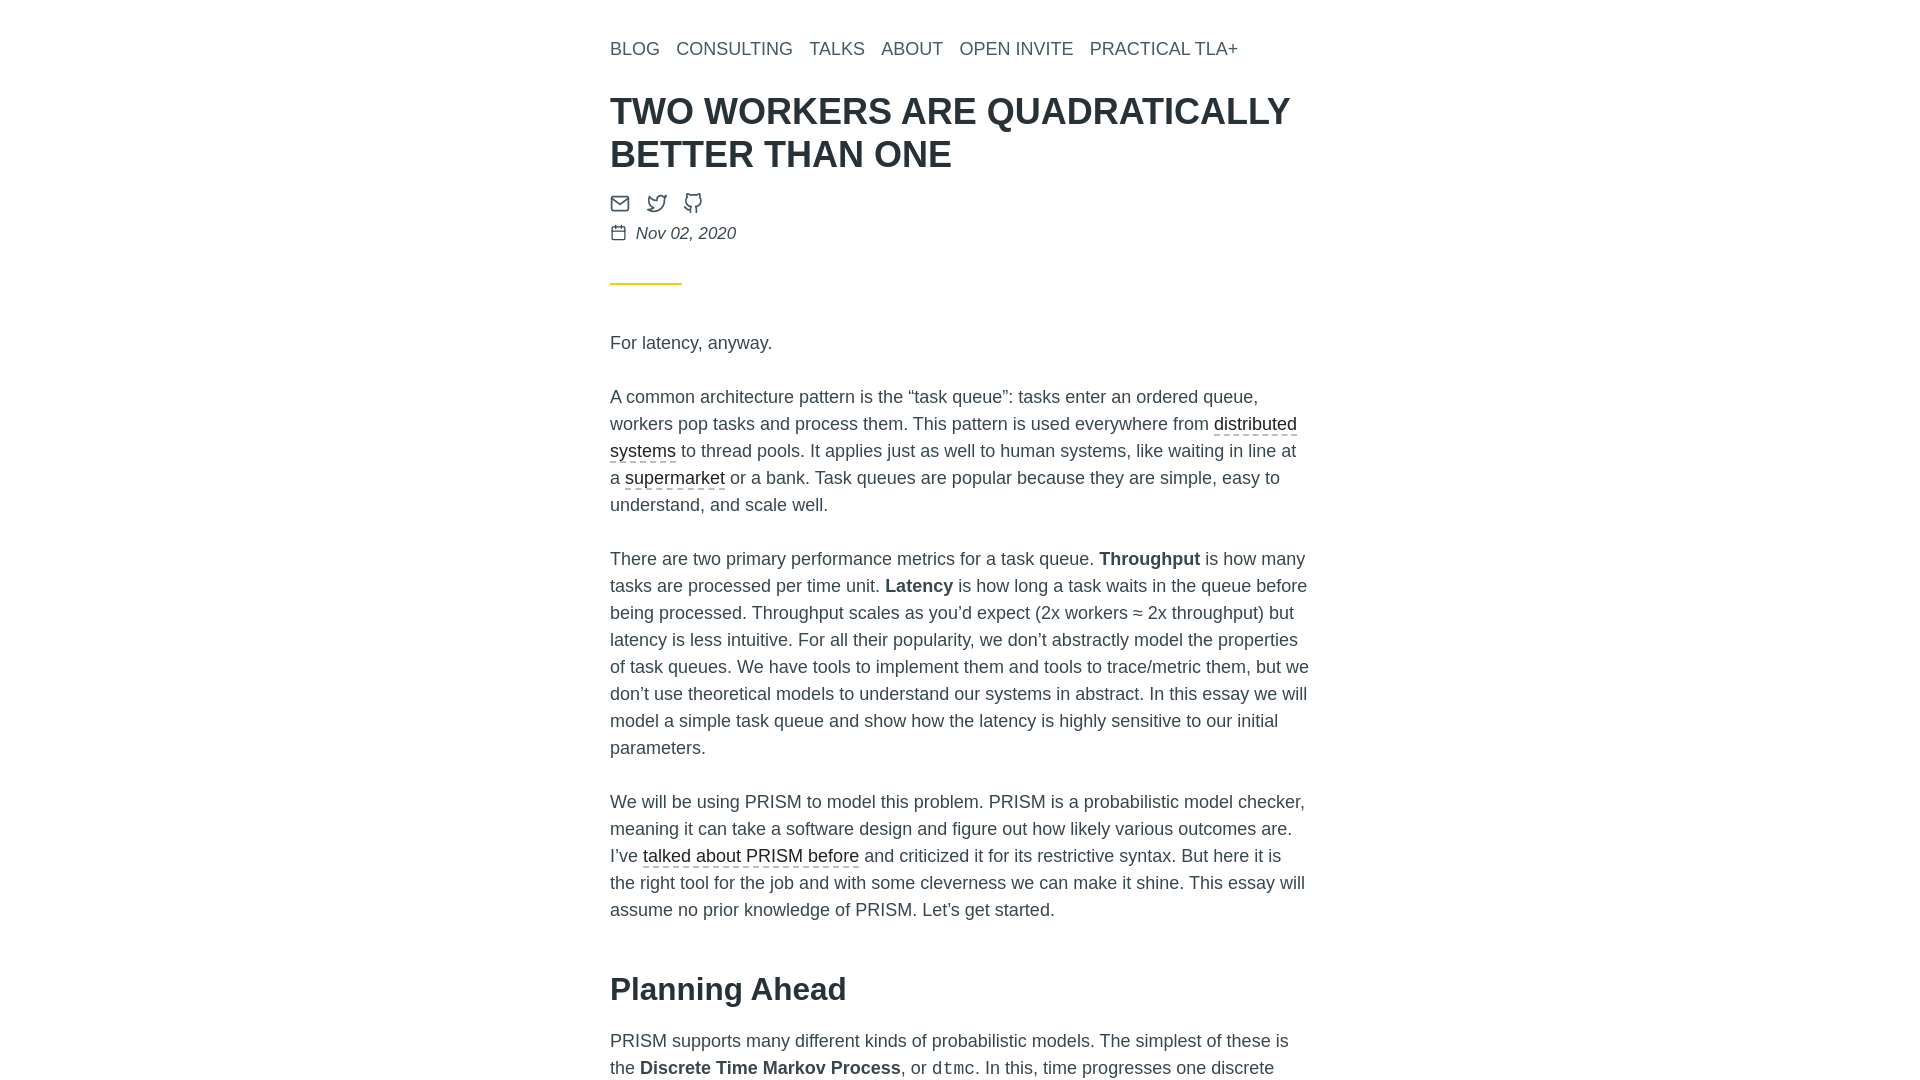 BLOG CONSULTING TALKS ABOUT OPEN INVITE PRACTICAL TLA+
TWO WORKERS ARE QUADRATICALLY
BETTER THAN ONE
Nov 02, 2020
For latency, anyway.
A common architecture pattern is the “task queue”: tasks enter an ordered queue,
workers pop tasks and process them. This pattern is used everywhere from distributed
systems to thread pools. It applies just as well to human systems, like waiting in line at
a supermarket or a bank. Task queues are popular because they are simple, easy to
understand, and scale well.
There are two primary performance metrics for a task queue. Throughput is how many
tasks are processed per time unit. Latency is how long a task waits in the queue before
being processed. Throughput scales as you’d expect (2x workers ≈ 2x throughput) but
latency is less intuitive. For all their popularity, we don’t abstractly model the properties
of task queues. We have tools to implement them and tools to trace/metric them, but we
don’t use theoretical models to understand our systems in abstract. In this essay we will
model a simple task queue and show how the latency is highly sensitive to our initial
parameters.
We will be using PRISM to model this problem. PRISM is a probabilistic model checker,
meaning it can take a software design and figure out how likely various outcomes are.
I’ve talked about PRISM before and criticized it for its restrictive syntax. But here it is
the right tool for the job and with some cleverness we can make it shine. This essay will
assume no prior knowledge of PRISM. Let’s get started.
Planning Ahead
PRISM supports many different kinds of probabilistic models. The simplest of these is
the Discrete Time Markov Process, or dtmc. In this, time progresses one discrete